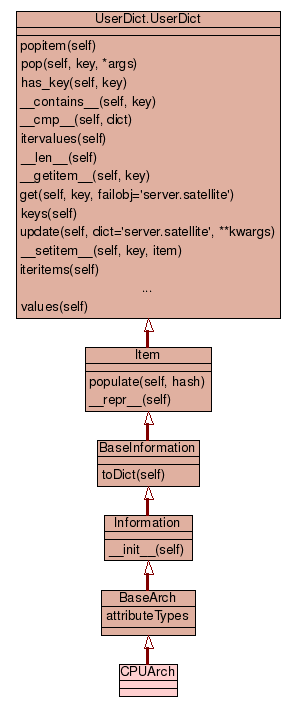 UserDict.UserDict
popitem(self)
pop(self, key, *args)
has_key(self, key)
__contains__(self, key)
__cmp__(self, dict)
itervalues(self)
__len__(self)
__getitem__(self, key)
get(self, key, failobj='server.satellite')
keys(self)
update(self, dict='server.satellite', **kwargs)
__setitem__(self, key, item)
iteritems(self)
...
values(self)
Item
populate(self, hash)
__repr__(self)
BaseInformation
toDict(self)
Information
__init__(self)
BaseArch
attributeTypes
CPUArch